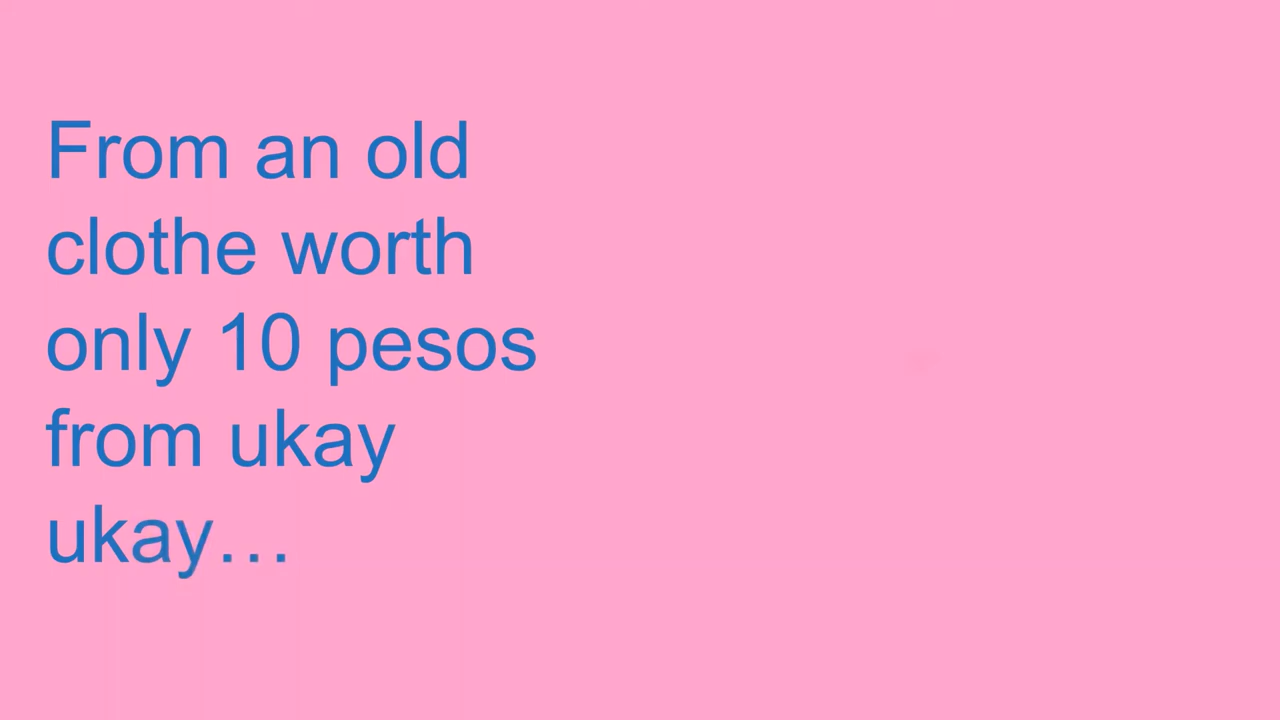 From an old
clothe worth
only 10 pesos
from ukay
ukay…